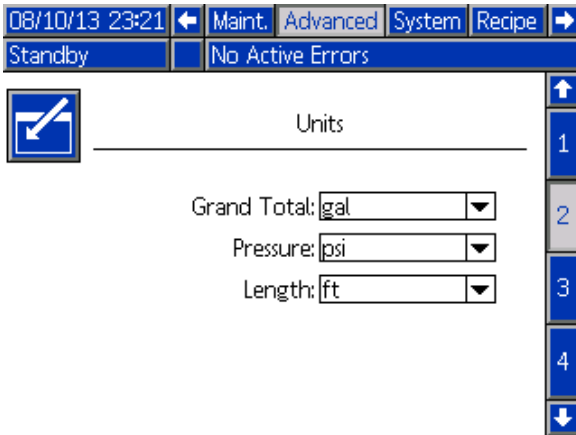 08/10/13 23:21 Maint. Advanced System Recipe
Standby No Active Errors
Units
1
Grand Total: gal
2
Pressure: psi
Length: ft
3
4